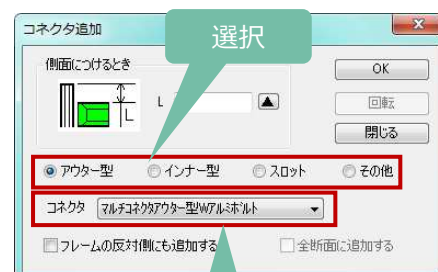 コネクタ追加
選択
側面につけるとき
L
L
OK
回転
閉じる
アウター型 インナー型 スロット その他
コネクタ マルチコネクタアウター型Wアルミボルト
フレームの反対側にも追加する 全断面に追加する